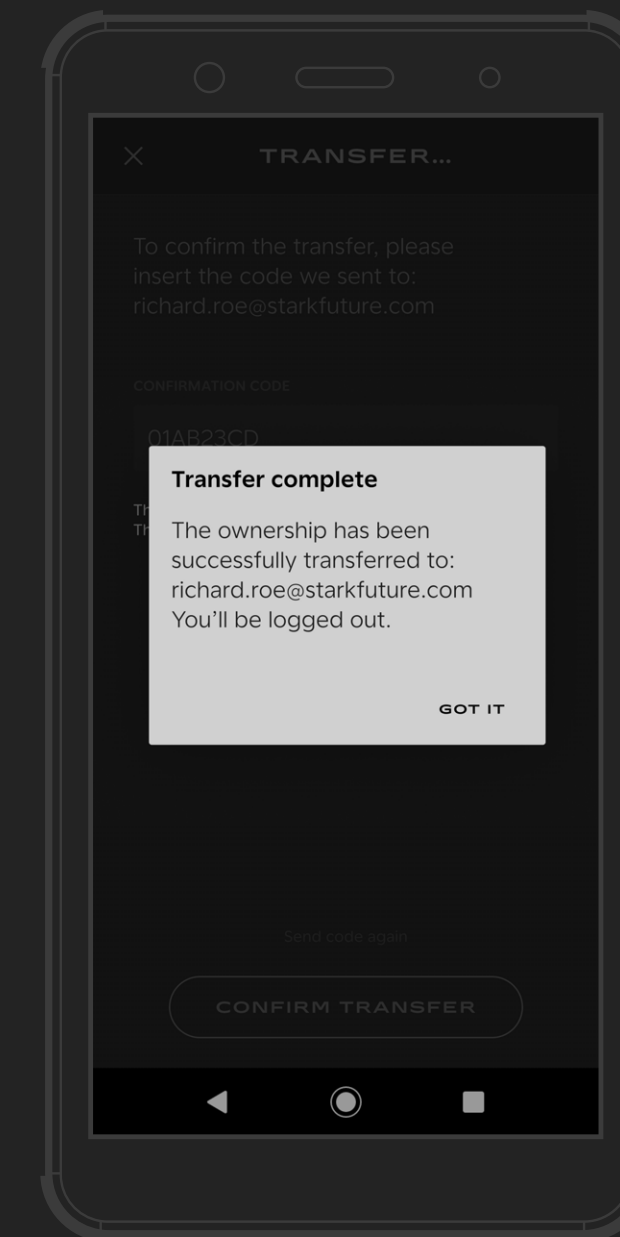 TRANSFER...
To confirm the transfer, please
insert the code we sent to:
richard.roe@starkfuture.com
CONFIRMATION CODE
01AB23CD
Th
Th
Transfer complete
The ownership has been
successfully transferred to:
richard.roe@starkfuture.com
You’ll be logged out.
GOT IT
Send code again
CONFIRM TRANSFER